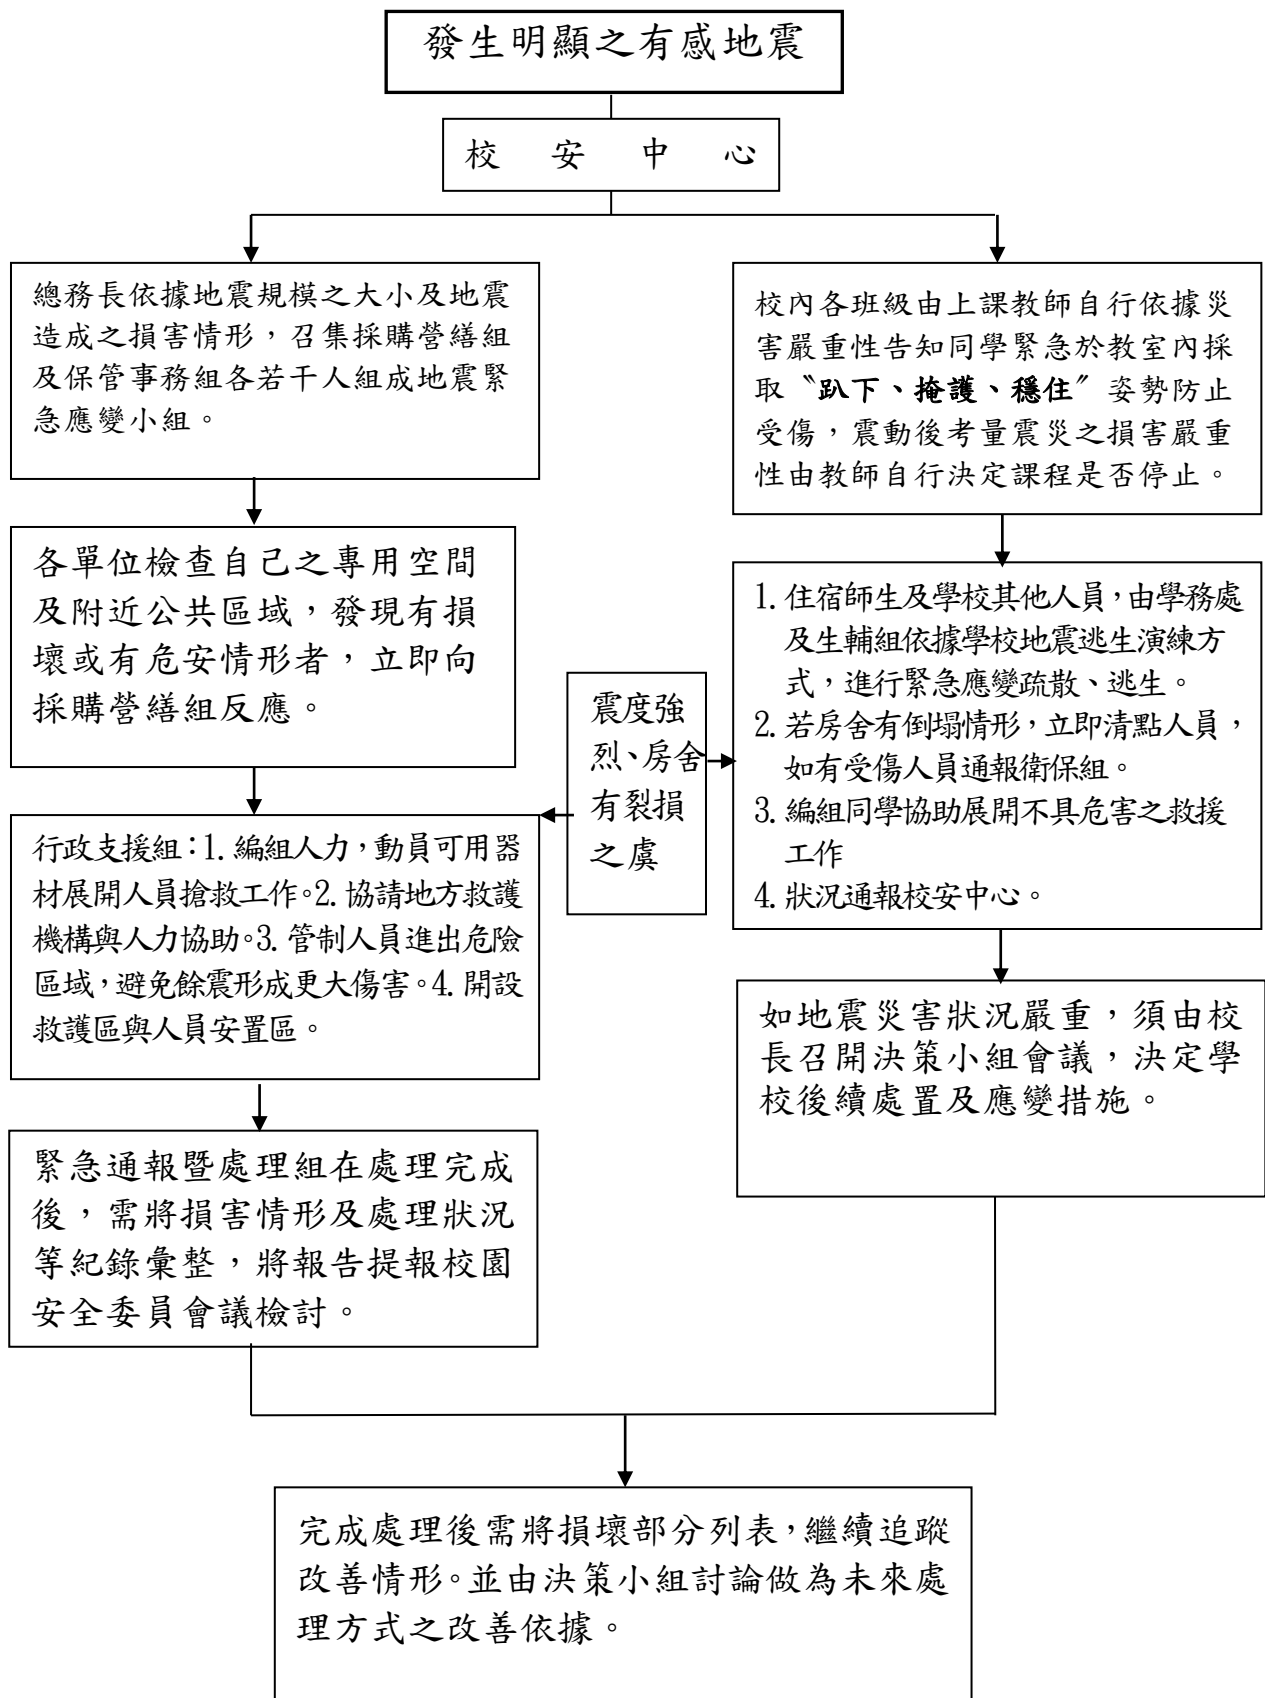 發生明顯之有感地震
校安中心
總務長依據地震規模之大小及地震
造成之損害情形，召集採購營繕組
及保管事務組各若干人組成地震緊
急應變小組。
校內各班級由上課教師自行依據災
害嚴重性告知同學緊急於教室內採
取〝趴下、掩護、穩住〞姿勢防止
受傷，震動後考量震災之損害嚴重
性由教師自行決定課程是否停止。
各單位檢查自己之專用空間
及附近公共區域，發現有損
壞或有危安情形者，立即向
採購營繕組反應。
震度強
烈、房舍
有裂損
之虞
1. 住宿師生及學校其他人員，由學務處
及生輔組依據學校地震逃生演練方
式，進行緊急應變疏散、逃生。
2. 若房舍有倒塌情形，立即清點人員，
如有受傷人員通報衛保組。
3. 編組同學協助展開不具危害之救援
工作
4. 狀況通報校安中心。
行政支援組：1. 編組人力，動員可用器
材展開人員搶救工作。2. 協請地方救護
機構與人力協助。3. 管制人員進出危險
區域，避免餘震形成更大傷害。4. 開設
救護區與人員安置區。
如地震災害狀況嚴重，須由校
長召開決策小組會議，決定學
校後續處置及應變措施。
緊急通報暨處理組在處理完成
後，需將損害情形及處理狀況
等紀錄彙整，將報告提報校園
安全委員會議檢討。
完成處理後需將損壞部分列表，繼續追蹤
改善情形。並由決策小組討論做為未來處
理方式之改善依據。